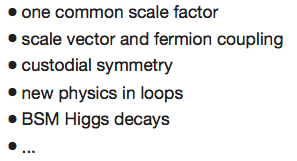 • one common scale factor
• scale vector and fermion coupling
• custodial symmetry
• new physics in loops
• BSM Higgs decays
• ...